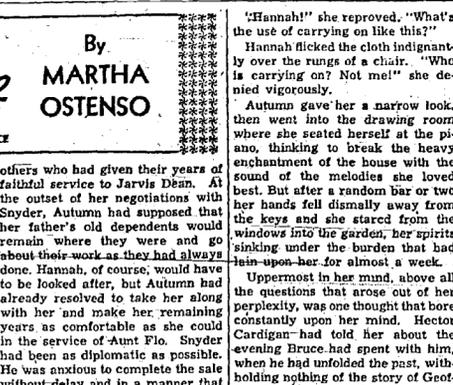 By
MARTHA
OSTENSO
others who had given their years of
faithful service to Jarvis Dean. At
the outset of her negotiations with
Snyder, Autumn had supposed that
her father's old dependents would
remain where they were and go
about their work as they had always
done. Hannah, of course, would have
to be looked after, but Autumn had
already resolved to take her along
with her and make her remaining
years as comfortable as she could
in the service of Aunt Flo. Snyder
had been as diplomatic as possible.
He was anxious to complete the sale
without delay and in a manner that
"Hannah!" she reproved. "What's
the use of carrying on like this?"
Hannah flicked the cloth indignant-
ly over the rungs of a chair. "Who
is carrying on? Not me!" she de-
nied vigorously.
Autumn gave her a narrow look,
then went into the drawing room
where she seated herself at the pi-
ano, thinking to break the heavy
enchantment of the house with the
sound of the melodies she loved
best. But after a random bar or two
her hands fell dismally away from
the keys and she stared from the
windows into the garden, her spirits
sinking under the burden that had
lain upon her for almost a week.
Uppermost in her mind, above all
the questions that arose out of her
perplexity, was one thought that bore
constantly upon her mind. Hector
Cardigan had told her about the
evening Bruce had spent with him,
when he had unfolded the past, with-
holding nothing of the story of Geof-